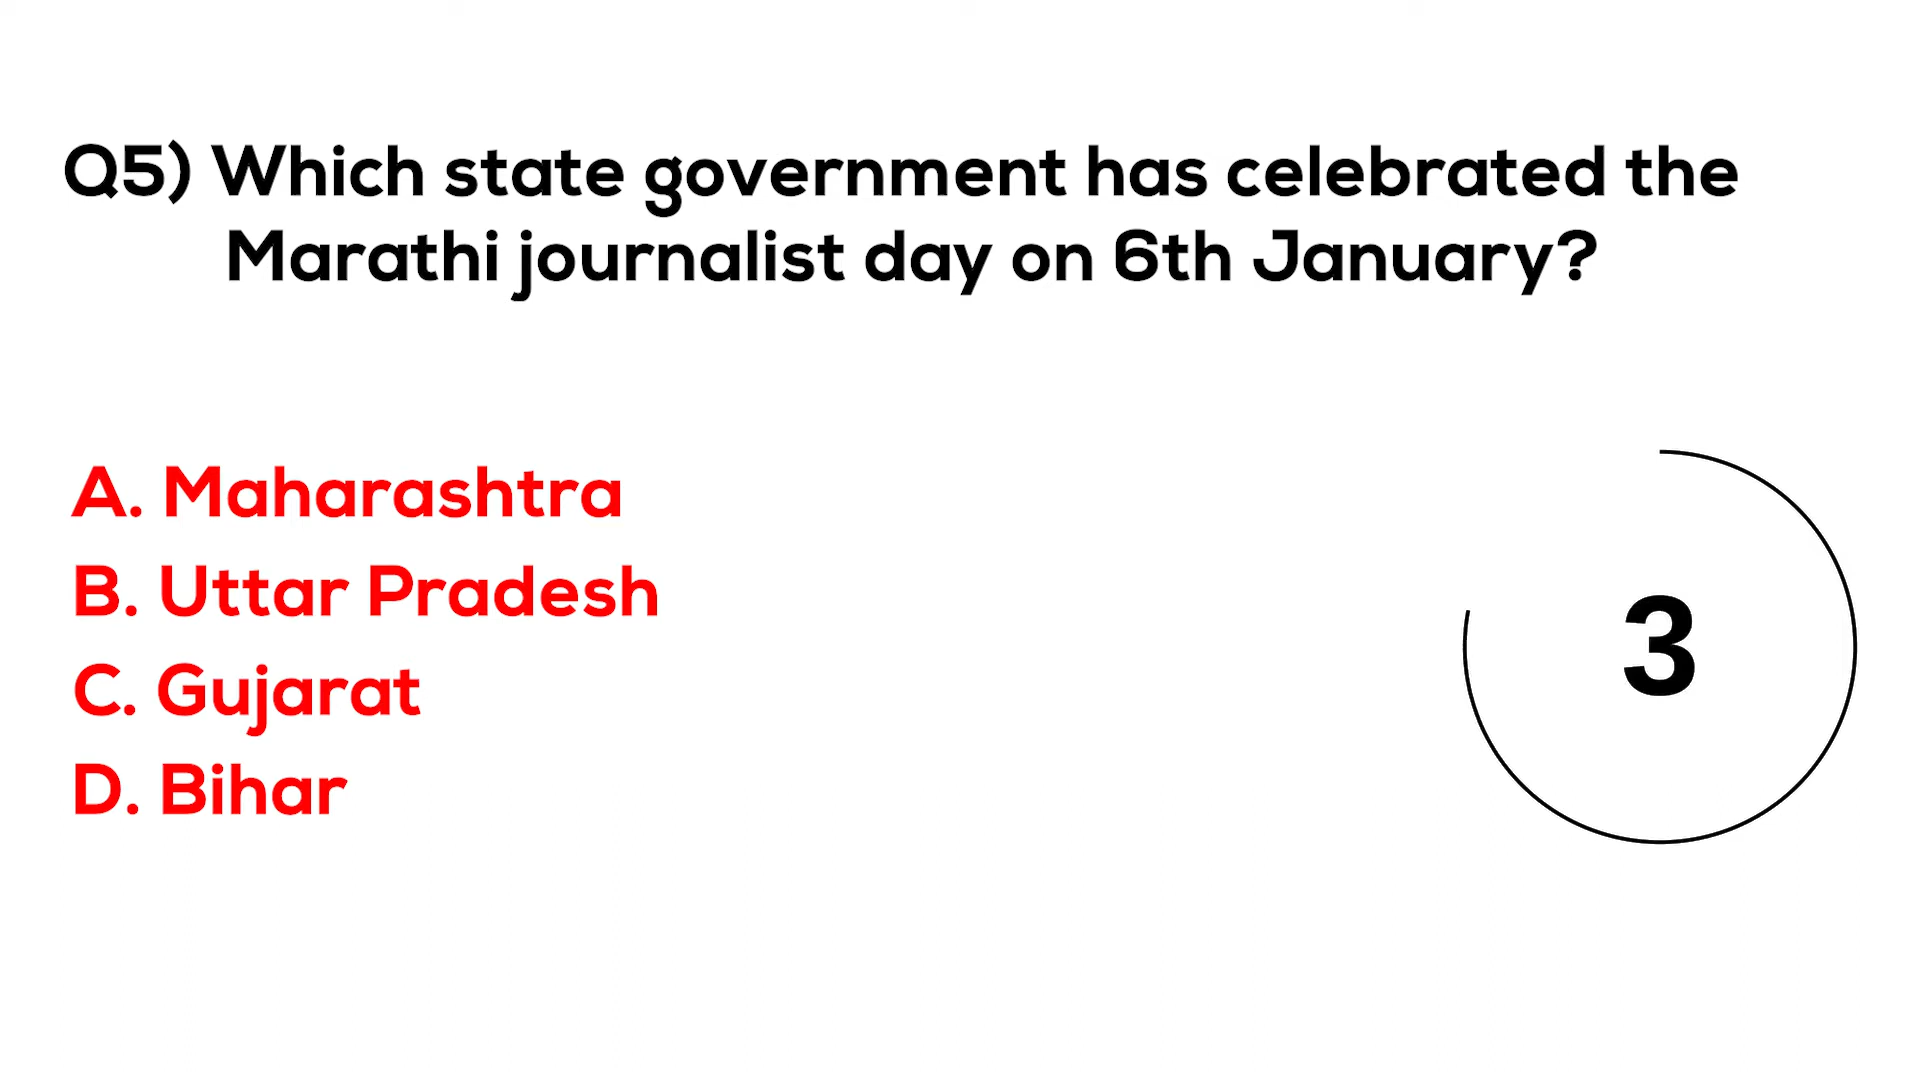 Q5) Which state government has celebrated the
Marathi journalist day on 6th January?
A. Maharashtra
B. Uttar Pradesh
C. Gujarat
D. Bihar
3